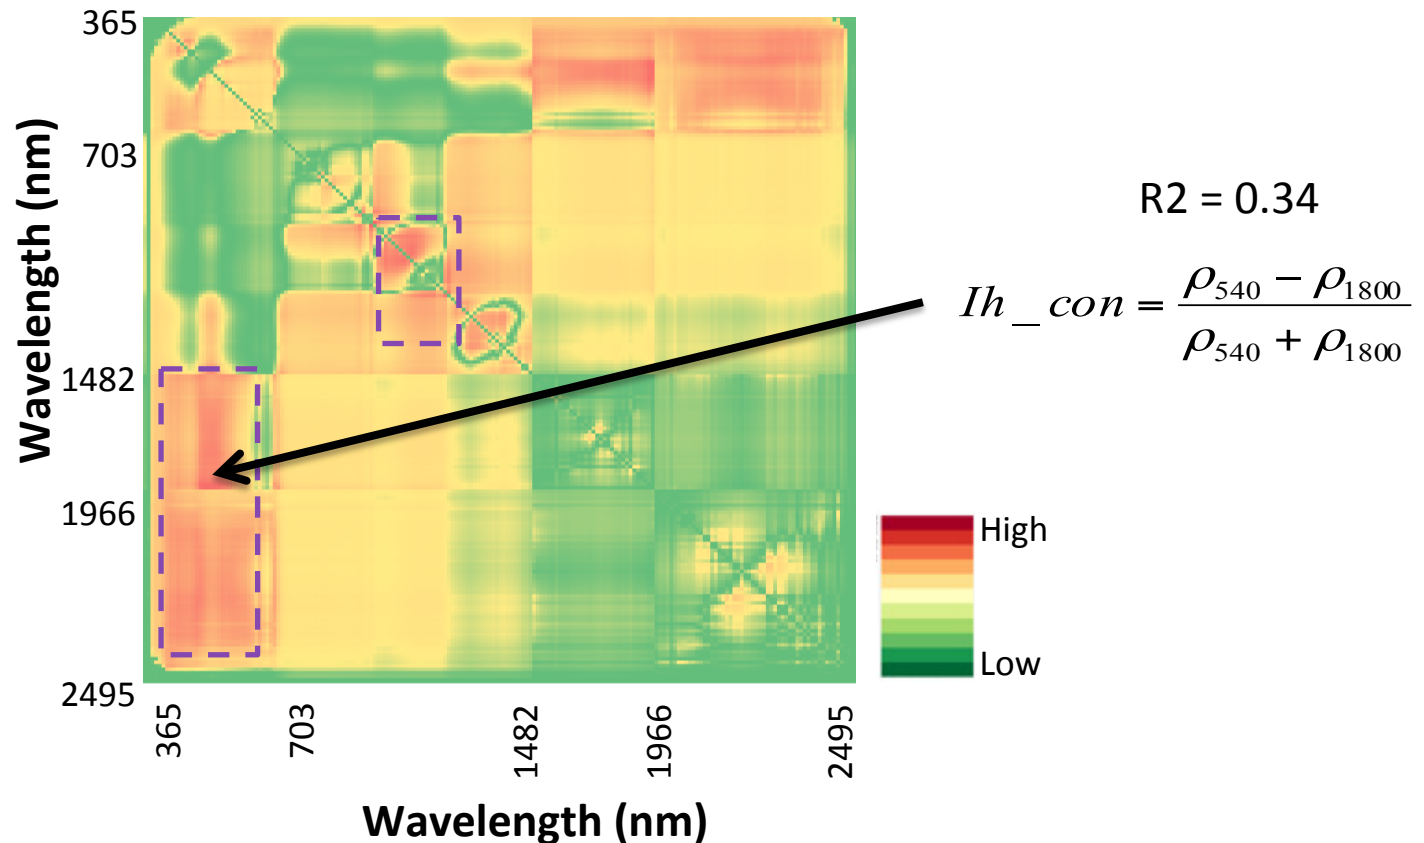 365
703
1482
1966
2495
Wavelength (nm)
365
703
1482
1966
2495
Wavelength (nm)
R2 = 0.34
Ih_con = (ρ540 − ρ1800) / (ρ540 + ρ1800)
High
Low